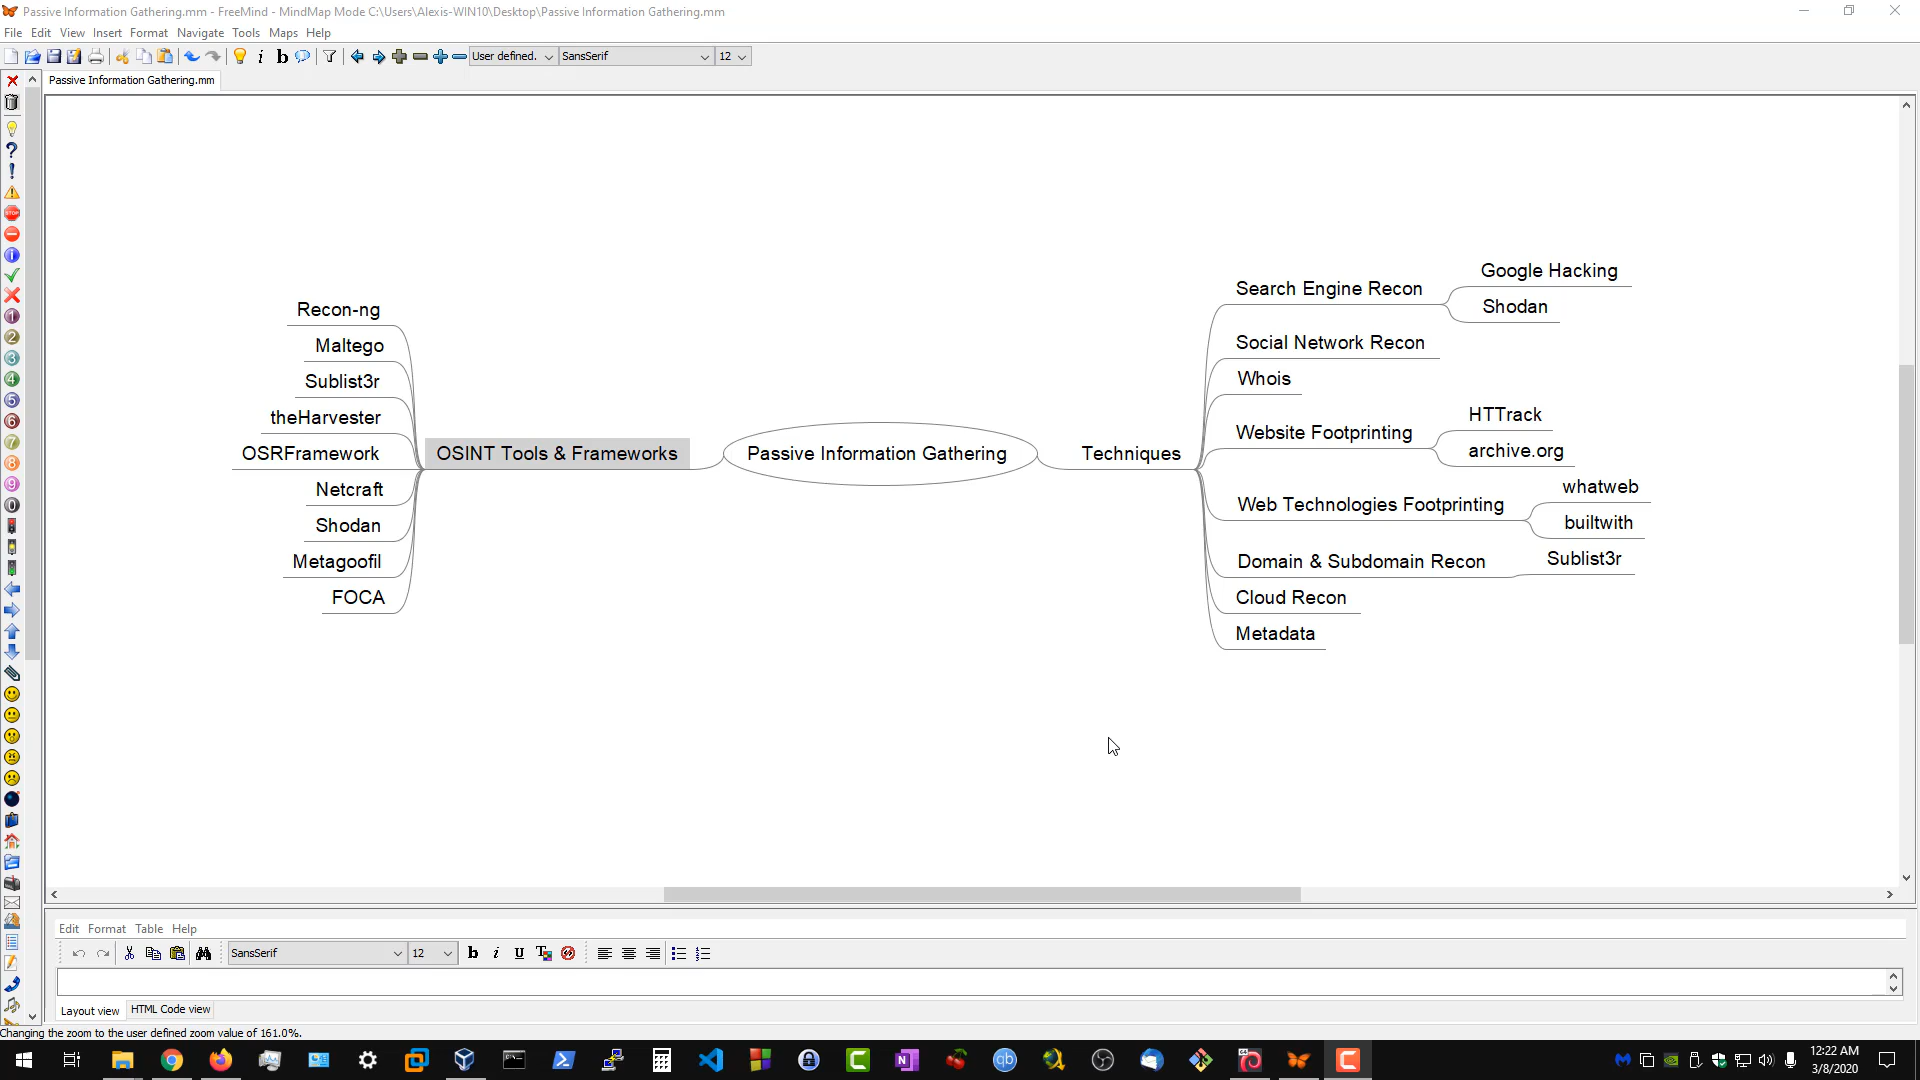 Passive Information Gathering.mm - FreeMind - MindMap Mode C:\Users\Alexis-WIN10\Desktop\Passive Information Gathering.mm
File Edit View Insert Format Navigate Tools Maps Help
User defined. SansSerif 12
Passive Information Gathering.mm
Recon-ng
Maltego
Sublist3r
theHarvester
OSRFramework
Netcraft
Shodan
Metagoofil
FOCA
OSINT Tools & Frameworks
Passive Information Gathering
Techniques
Search Engine Recon
Google Hacking
Shodan
Social Network Recon
Whois
Website Footprinting
HTTrack
archive.org
Web Technologies Footprinting
whatweb
builtwith
Domain & Subdomain Recon
Sublist3r
Cloud Recon
Metadata
Edit Format Table Help
SansSerif 12
Layout view HTML Code view
Changing the zoom to the user defined zoom value of 161.0%.
12:22 AM
3/8/2020